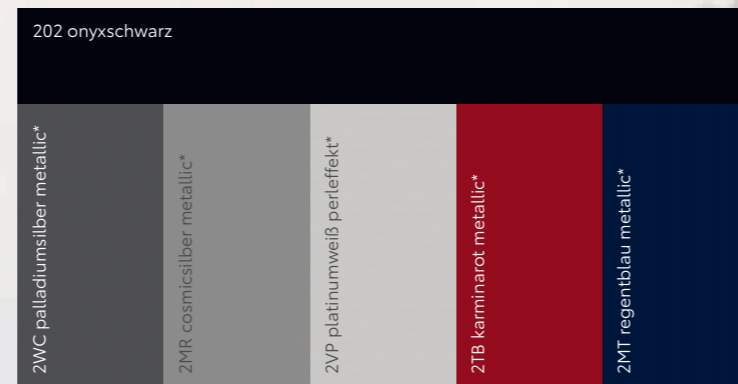 202 onyxschwarz
2WC palladiumsilber metallic*
2MR cosmicsilber metallic*
2VP platinumweiß perleffekt*
2TB karminarot metallic*
2MT regentblau metallic*